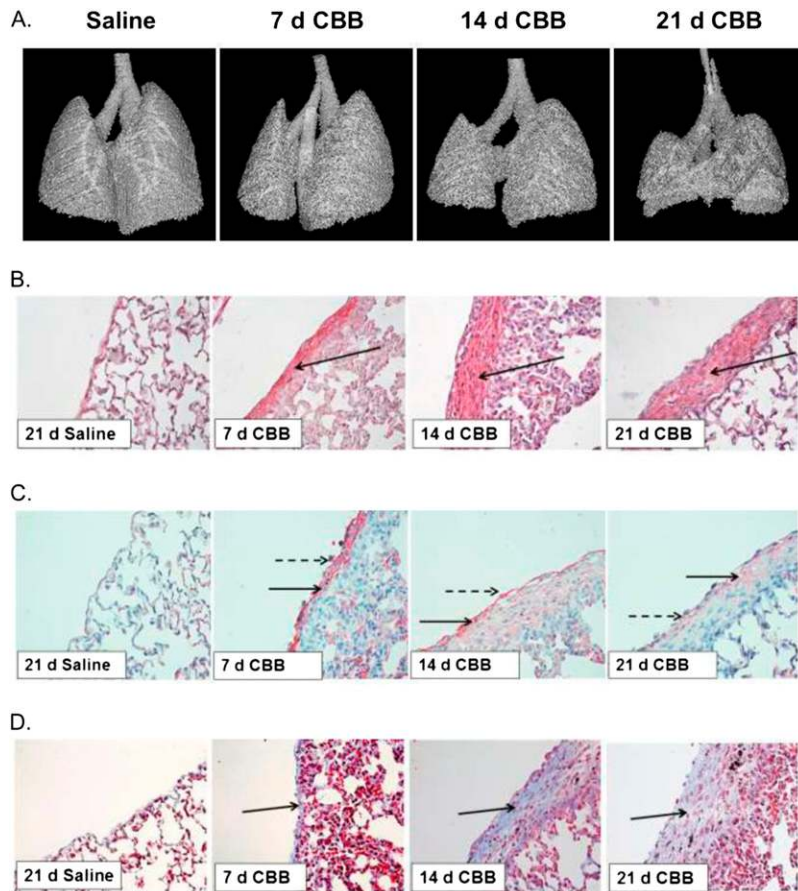 A.
Saline 7 d CBB 14 d CBB 21 d CBB
B.
21 d Saline 7 d CBB 14 d CBB 21 d CBB
C.
21 d Saline 7 d CBB 14 d CBB 21 d CBB
D.
21 d Saline 7 d CBB 14 d CBB 21 d CBB